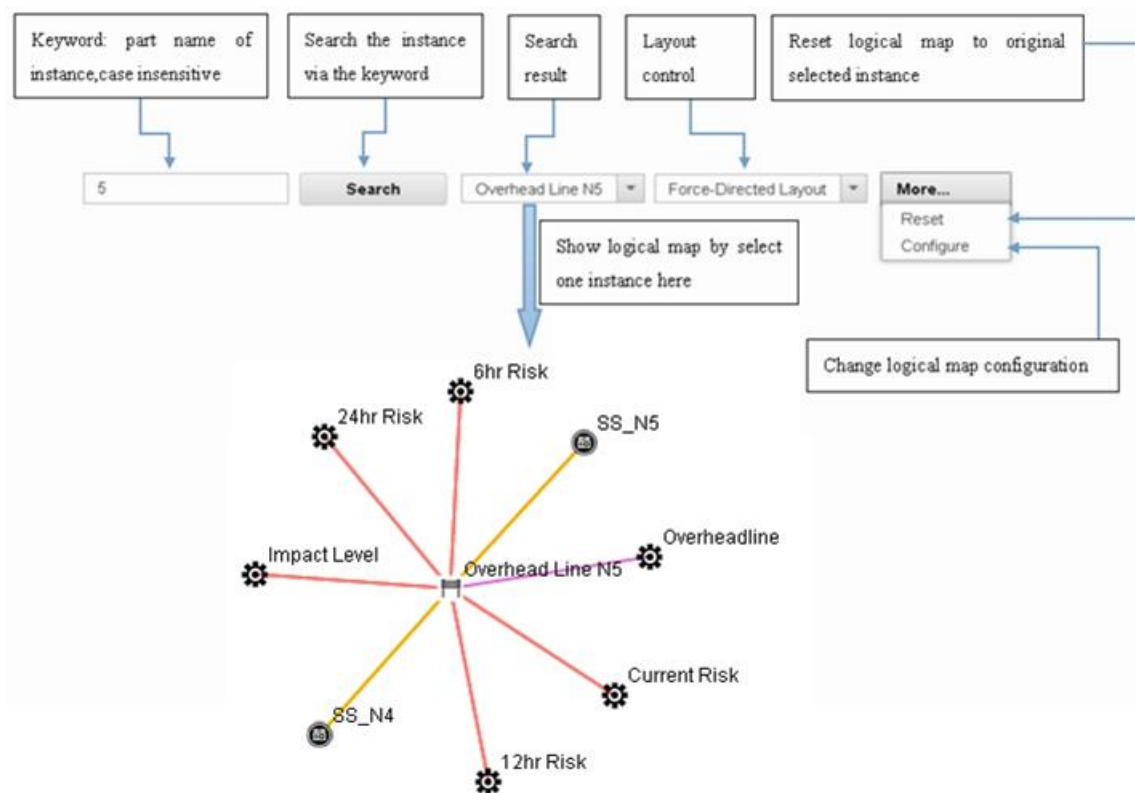 Keyword: part name of
instance,case insensitive
Search the instance
via the keyword
Search
result
Layout
control
Reset logical map to original
selected instance
5
Search
Overhead Line N5
Force-Directed Layout
More...
Reset
Configure
Show logical map by select
one instance here
Change logical map configuration
6hr Risk
24hr Risk
SS_N5
Overheadline
Impact Level
Overhead Line N5
Current Risk
SS_N4
12hr Risk